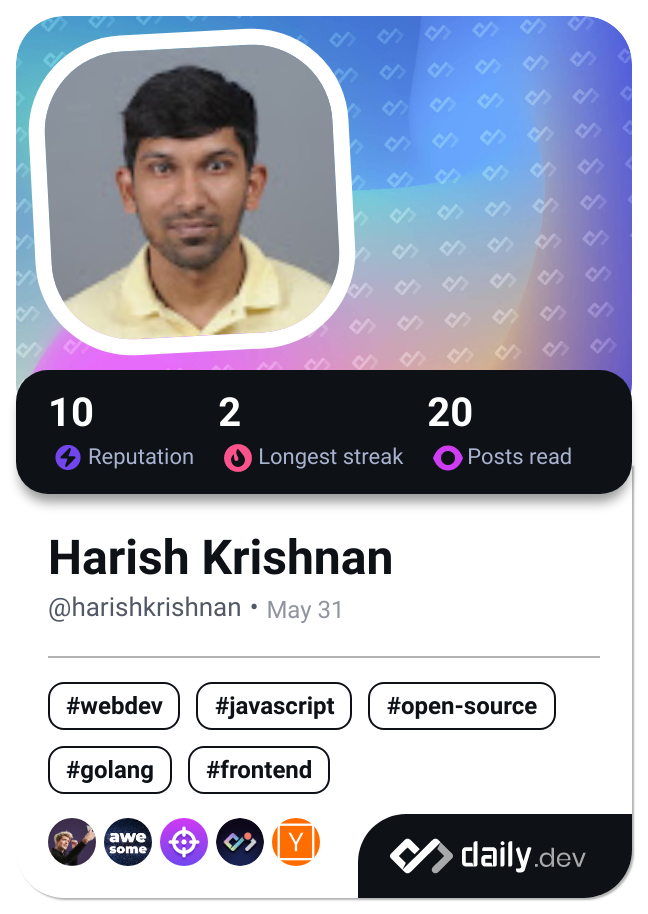 10 2 20
Reputation Longest streak Posts read
Harish Krishnan
@harishkrishnan • May 31
#webdev #javascript #open-source
#golang #frontend
awe
some
Y
daily.dev